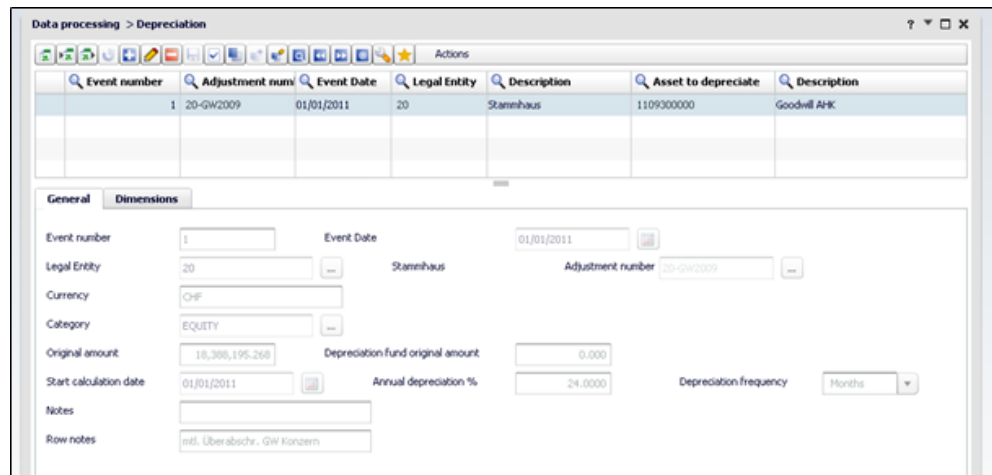 Data processing > Depreciation
Actions
Event number Adjustment num Event Date Legal Entity Description Asset to depreciate Description
1 20-GW2009 01/01/2011 20 Stammhaus 1109300000 Goodwill AHK
General Dimensions
Event number 1 Event Date 01/01/2011
Legal Entity 20 ... Stammhaus Adjustment number 20-GW2009 ...
Currency CHF
Category EQUITY ...
Original amount 18,388,195.268 Depreciation fund original amount 0.000
Start calculation date 01/01/2011 Annual depreciation % 24.0000 Depreciation frequency Months
Notes
Row notes mtl. Überabschr. GW Konzern